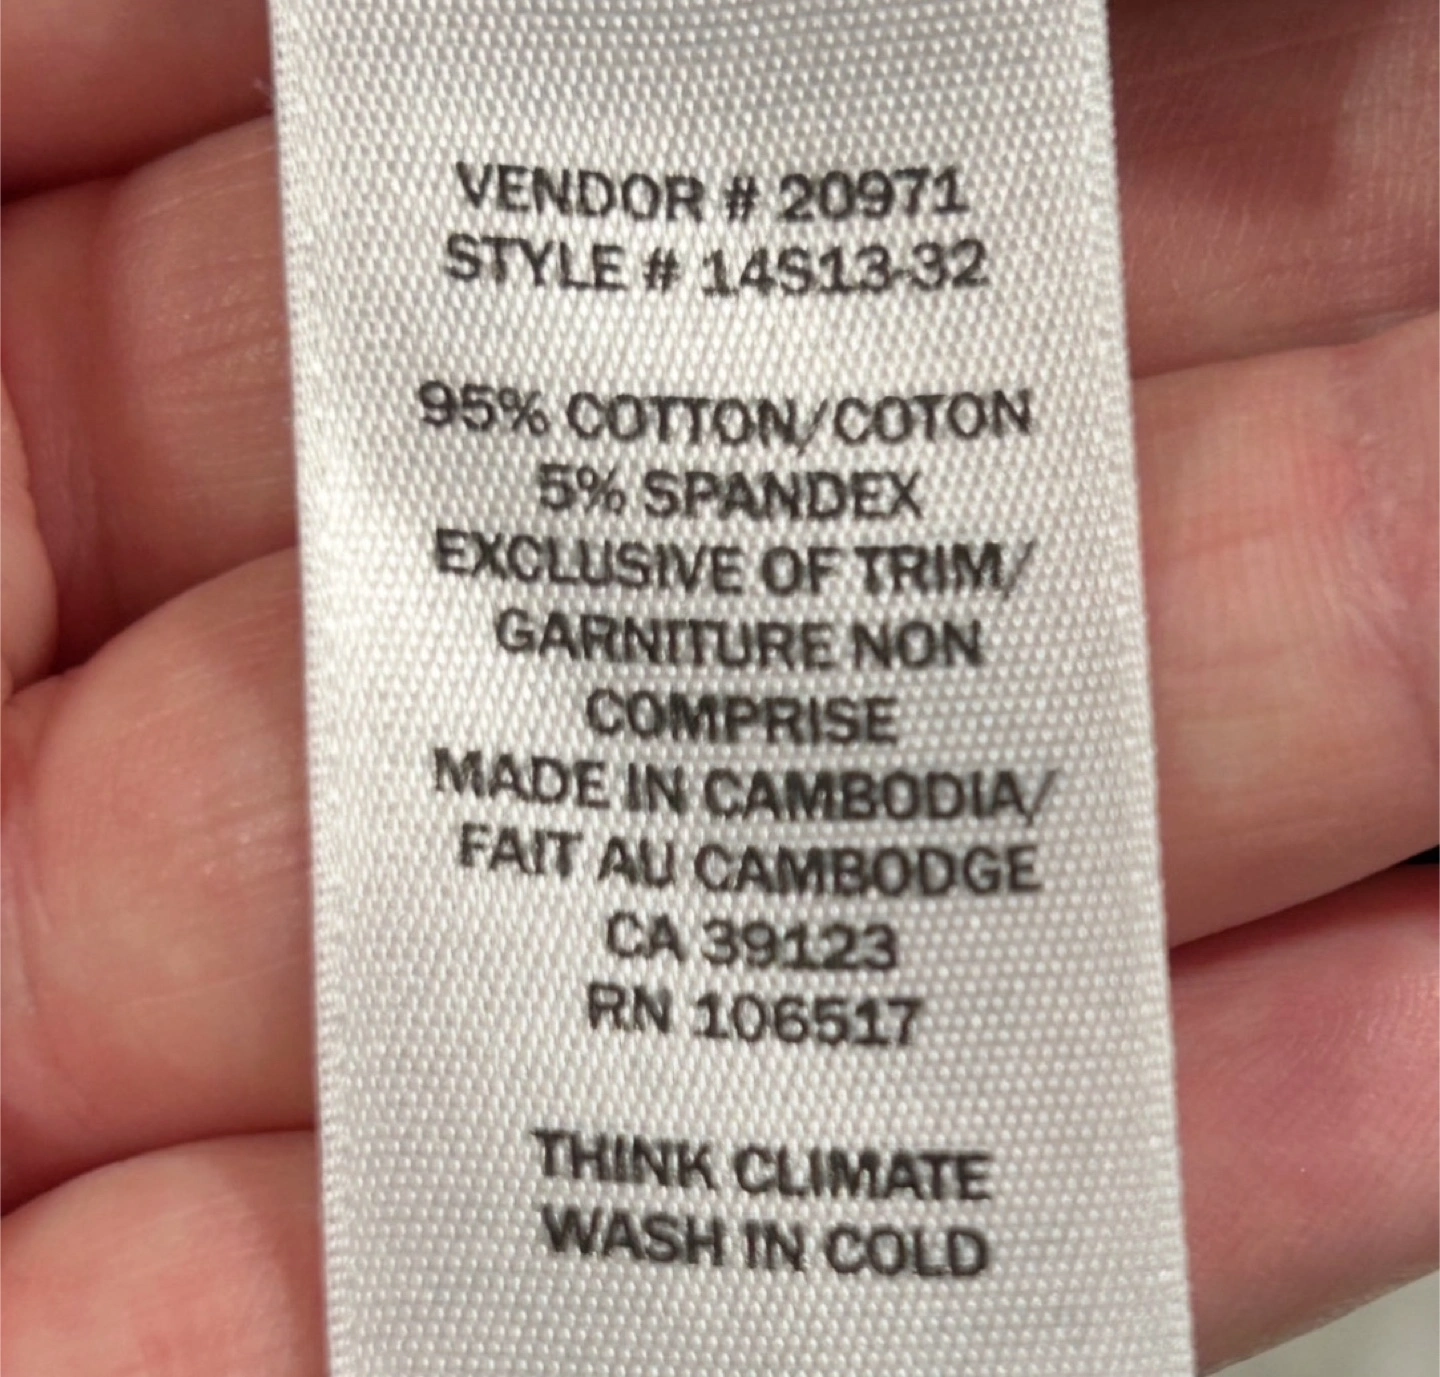 VENDOR # 20971
STYLE # 14S13-32
95% COTTON/COTON
5% SPANDEX
EXCLUSIVE OF TRIM/
GARNITURE NON
COMPRISE
MADE IN CAMBODIA/
FAIT AU CAMBODGE
CA 39123
RN 106517
THINK CLIMATE
WASH IN COLD